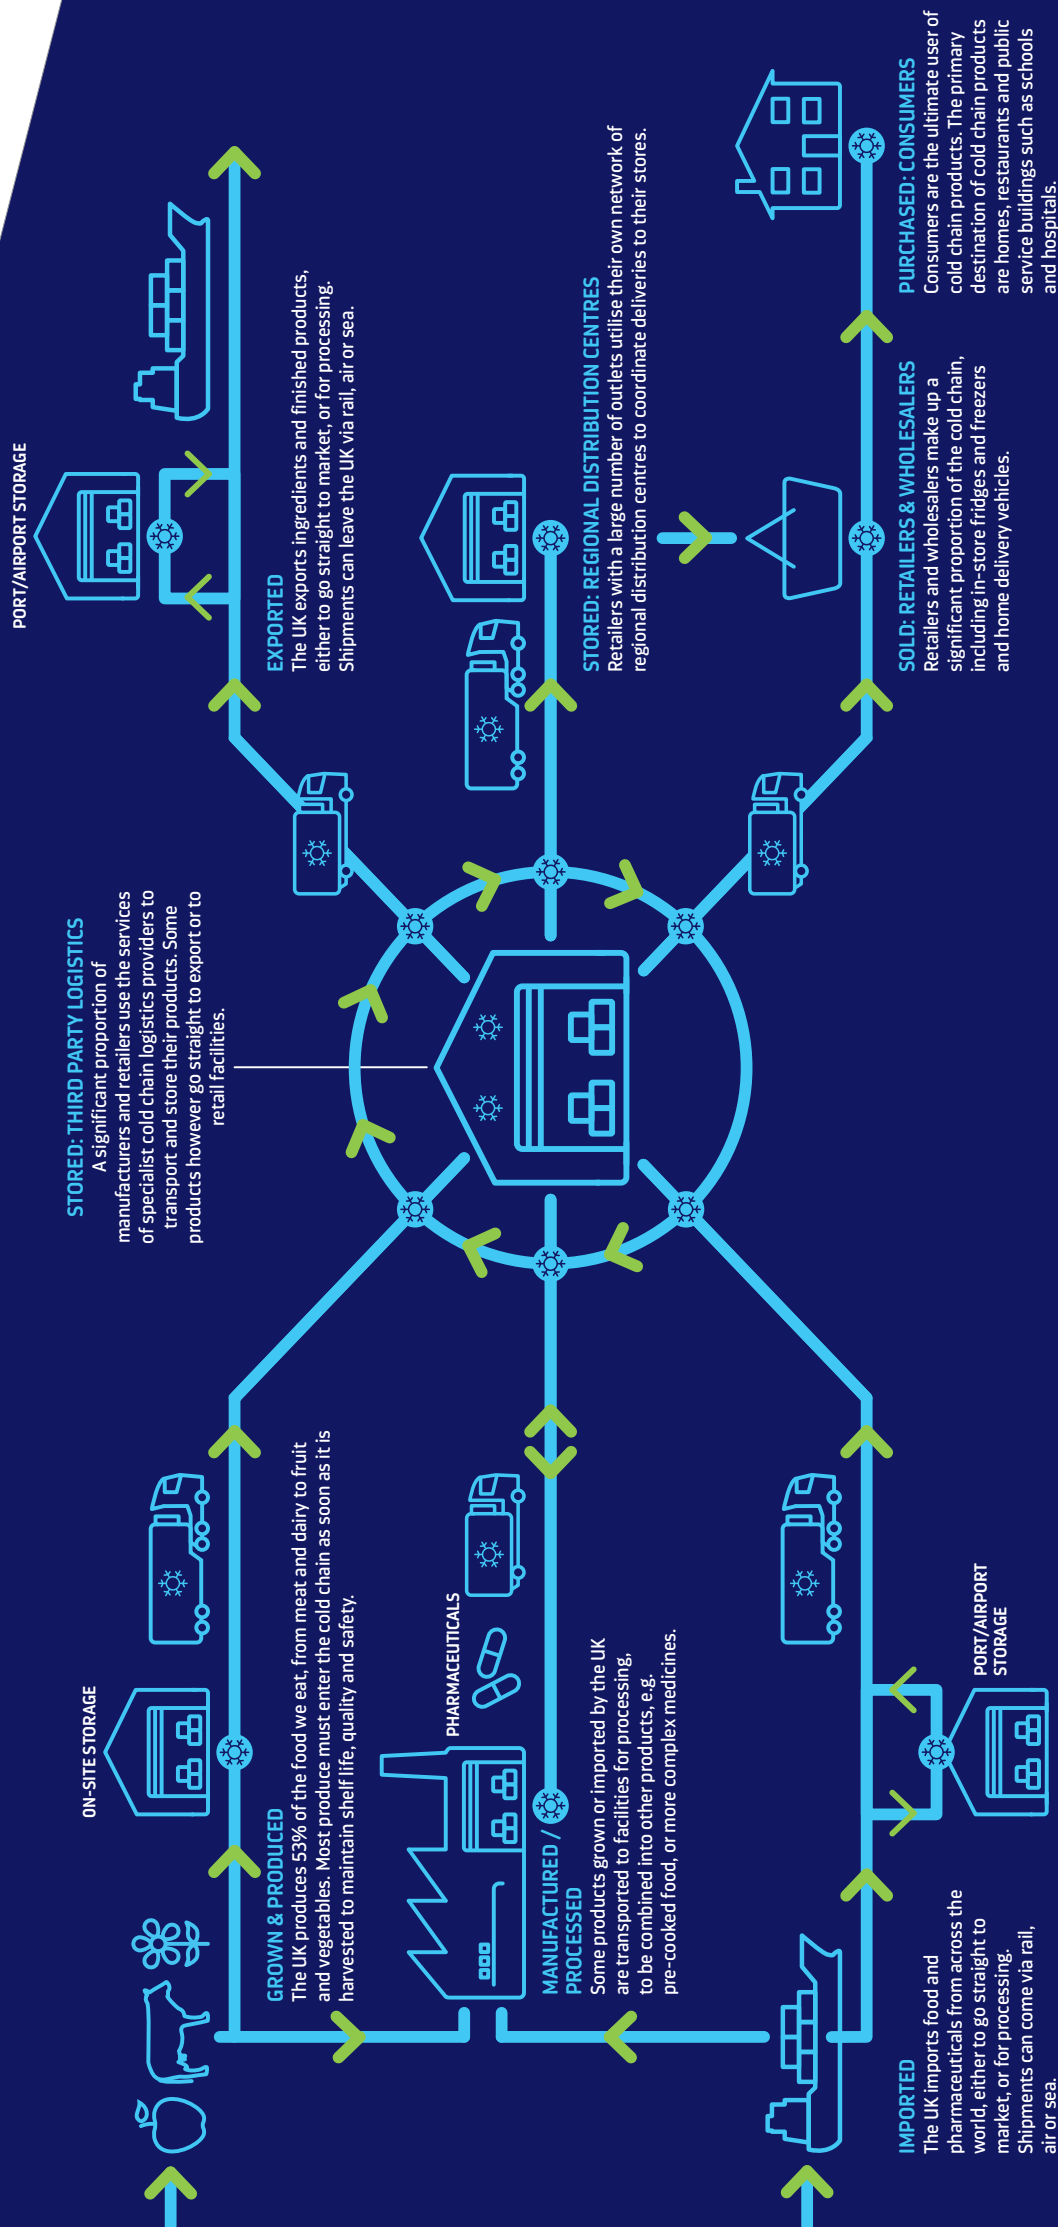 ON-SITE STORAGE
GROWN & PRODUCED
The UK produces 53% of the food we eat, from meat and dairy to fruit
and vegetables. Most produce must enter the cold chain as soon as it is
harvested to maintain shelf life, quality and safety.
PHARMACEUTICALS
MANUFACTURED /
PROCESSED
Some products grown or imported by the UK
are transported to facilities for processing,
to be combined into other products, e.g.
pre-cooked food, or more complex medicines.
IMPORTED
The UK imports food and
pharmaceuticals from across the
world, either to go straight to
market, or for processing.
Shipments can come via rail,
air or sea.
PORT/AIRPORT
STORAGE
STORED: THIRD PARTY LOGISTICS
A significant proportion of
manufacturers and retailers use the services
of specialist cold chain logistics providers to
transport and store their products. Some
products however go straight to export or to
retail facilities.
PORT/AIRPORT STORAGE
EXPORTED
The UK exports ingredients and finished products,
either to go straight to market, or for processing.
Shipments can leave the UK via rail, air or sea.
STORED: REGIONAL DISTRIBUTION CENTRES
Retailers with a large number of outlets utilise their own network of
regional distribution centres to coordinate deliveries to their stores.
SOLD: RETAILERS & WHOLESALERS
Retailers and wholesalers make up a
significant proportion of the cold chain,
including in-store fridges and freezers
and home delivery vehicles.
PURCHASED: CONSUMERS
Consumers are the ultimate user of
cold chain products. The primary
destination of cold chain products
are homes, restaurants and public
service buildings such as schools
and hospitals.